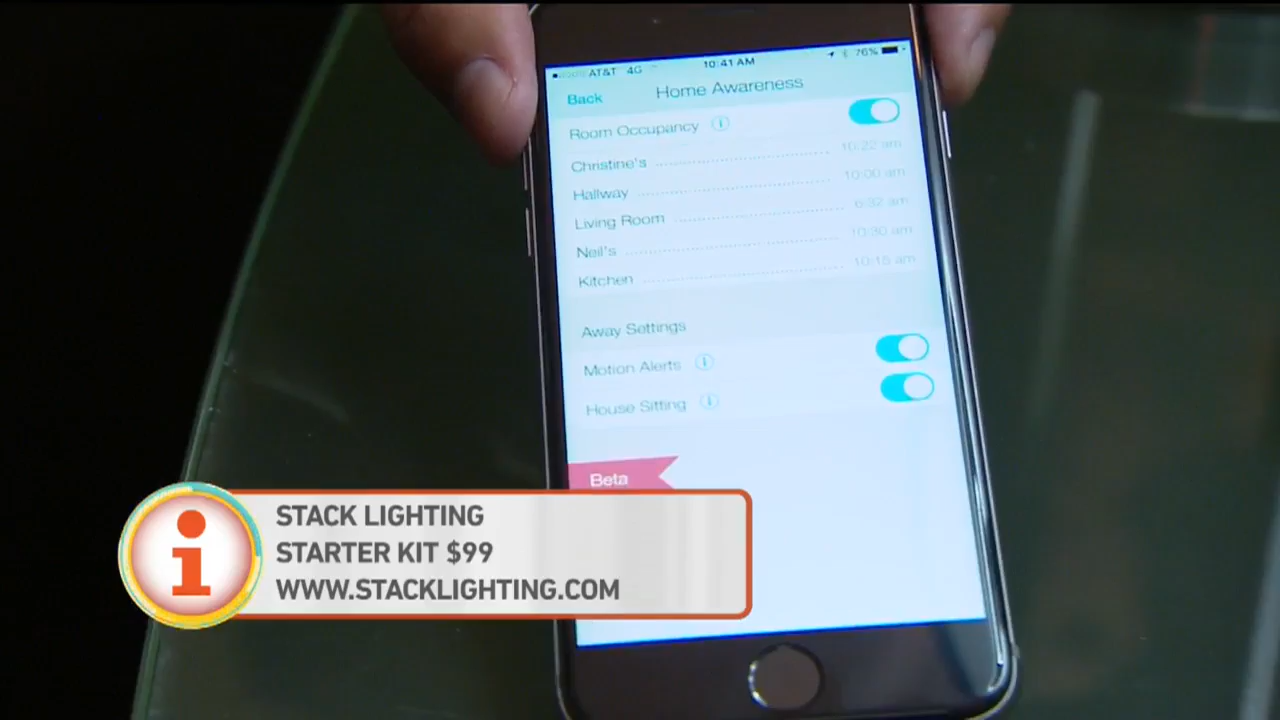 AT&T 4G 10:41 AM 76%
Back Home Awareness
Room Occupancy i
Christine's 10:22 am
Hallway 10:00 am
Living Room 6:32 am
Neil's 10:30 am
Kitchen 10:15 am
Away Settings
Motion Alerts i
House Sitting i
Beta
i
STACK LIGHTING
STARTER KIT $99
WWW.STACKLIGHTING.COM